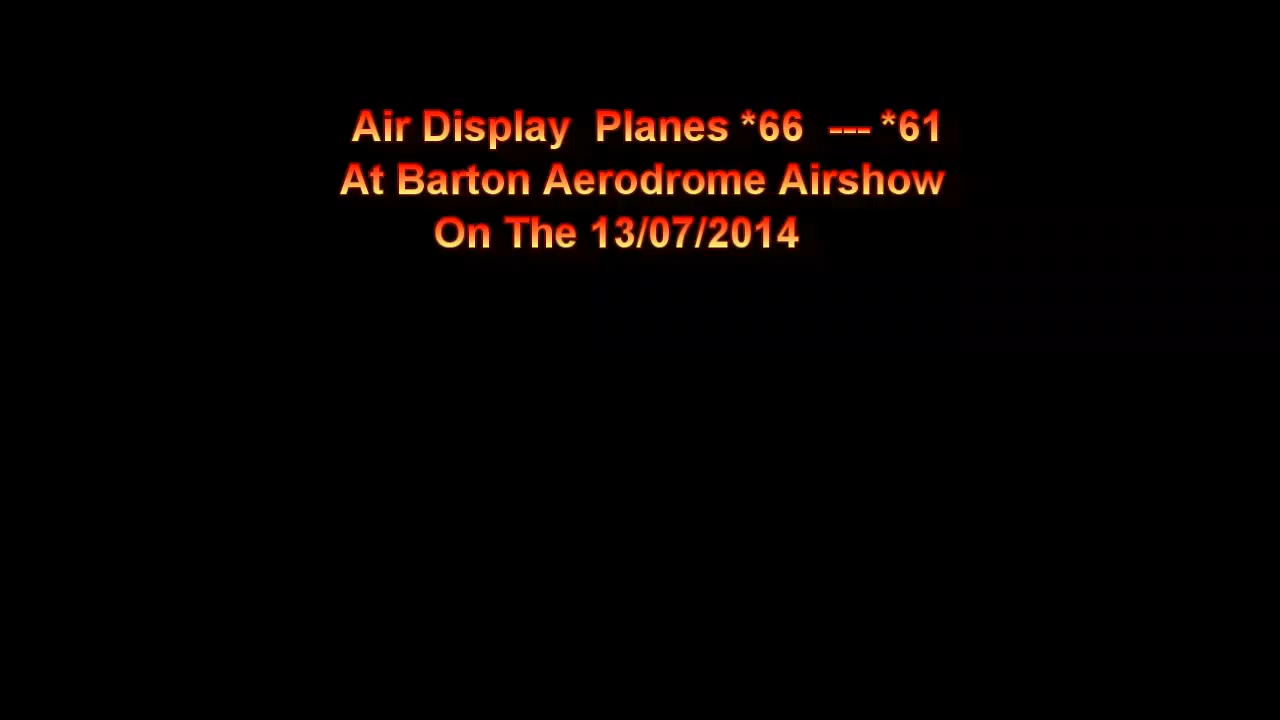 Air Display  Planes *66  --- *61
At Barton Aerodrome Airshow
On The 13/07/2014